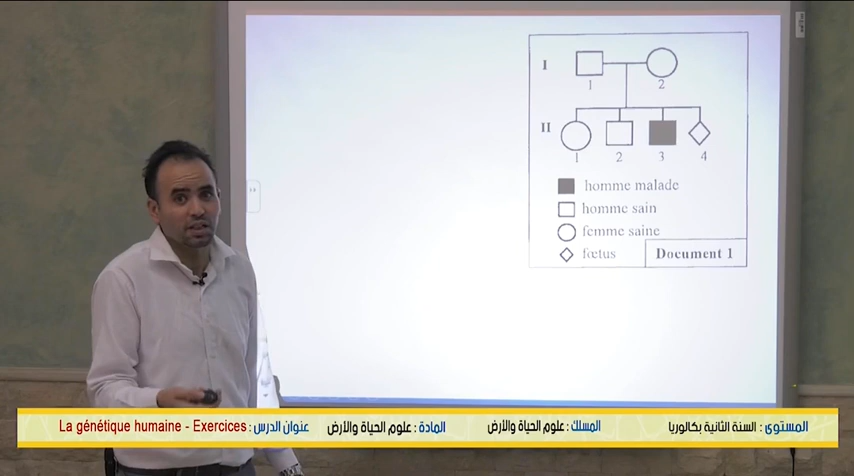 I
1
2
II
1
2
3
4
homme malade
homme sain
femme saine
fœtus
Document 1
المستوى : السنة الثانية بكالوريا
المسلك : علوم الحياة والأرض
المادة : علوم الحياة والأرض
عنوان الدرس : La génétique humaine - Exercices